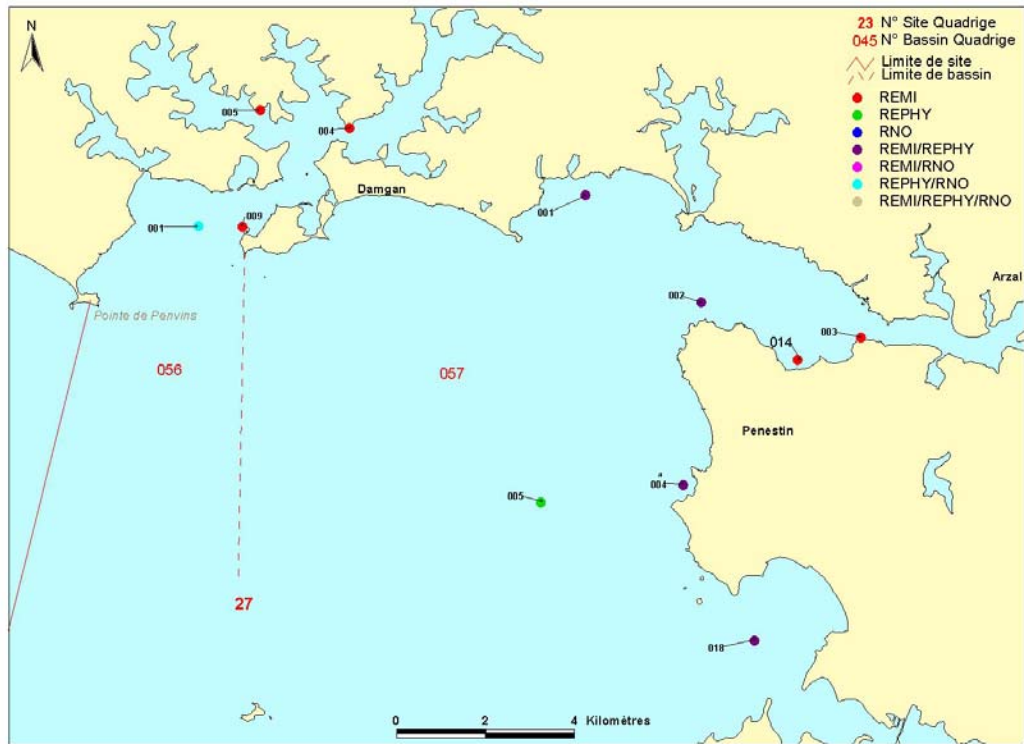 N
23 N° Site Quadrige
045 N° Bassin Quadrige
Limite de site
Limite de bassin
REMI
REPHY
RNO
REMI/REPHY
REMI/RNO
REPHY/RNO
REMI/REPHY/RNO
005
004
Damgan
001
009
001
Pointe de Penvins
002
Arzal
003
014
056
057
Penestin
004
005
27
018
0 2 4 Kilomètres